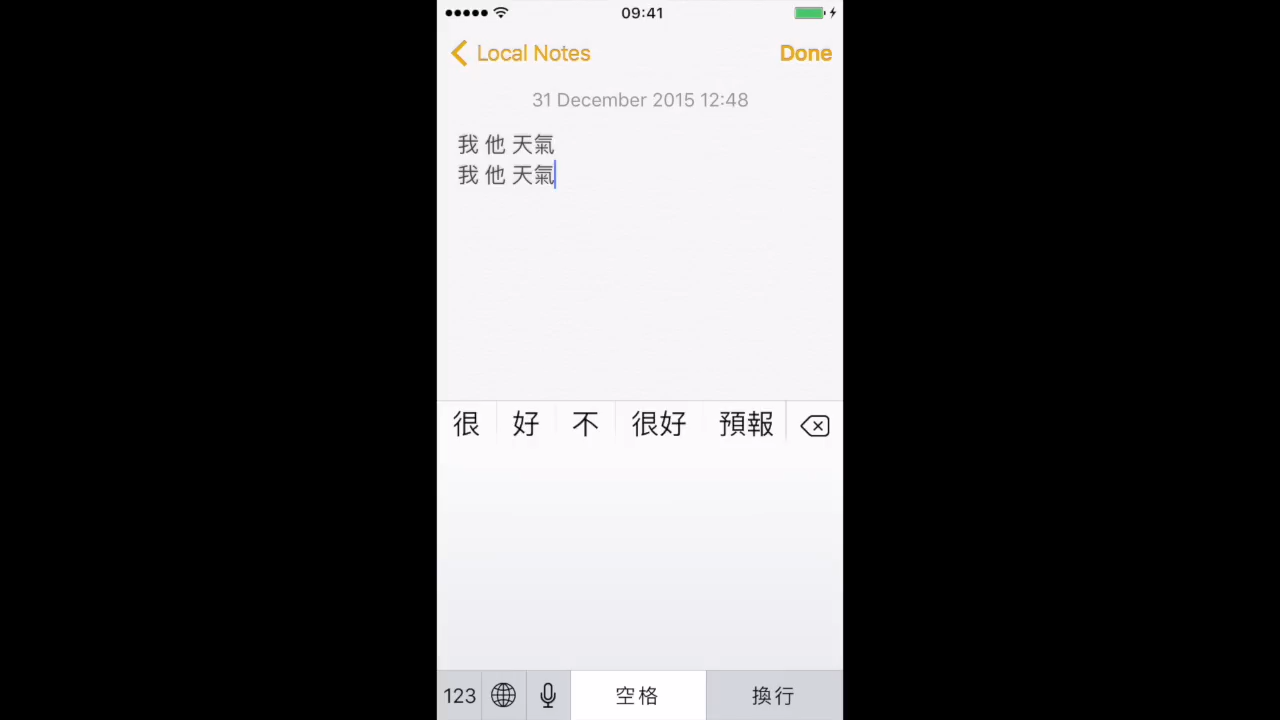 09:41
Local Notes Done
31 December 2015 12:48
我 他 天氣
我 他 天氣
很 好 不 很好 預報
123 空格 換行